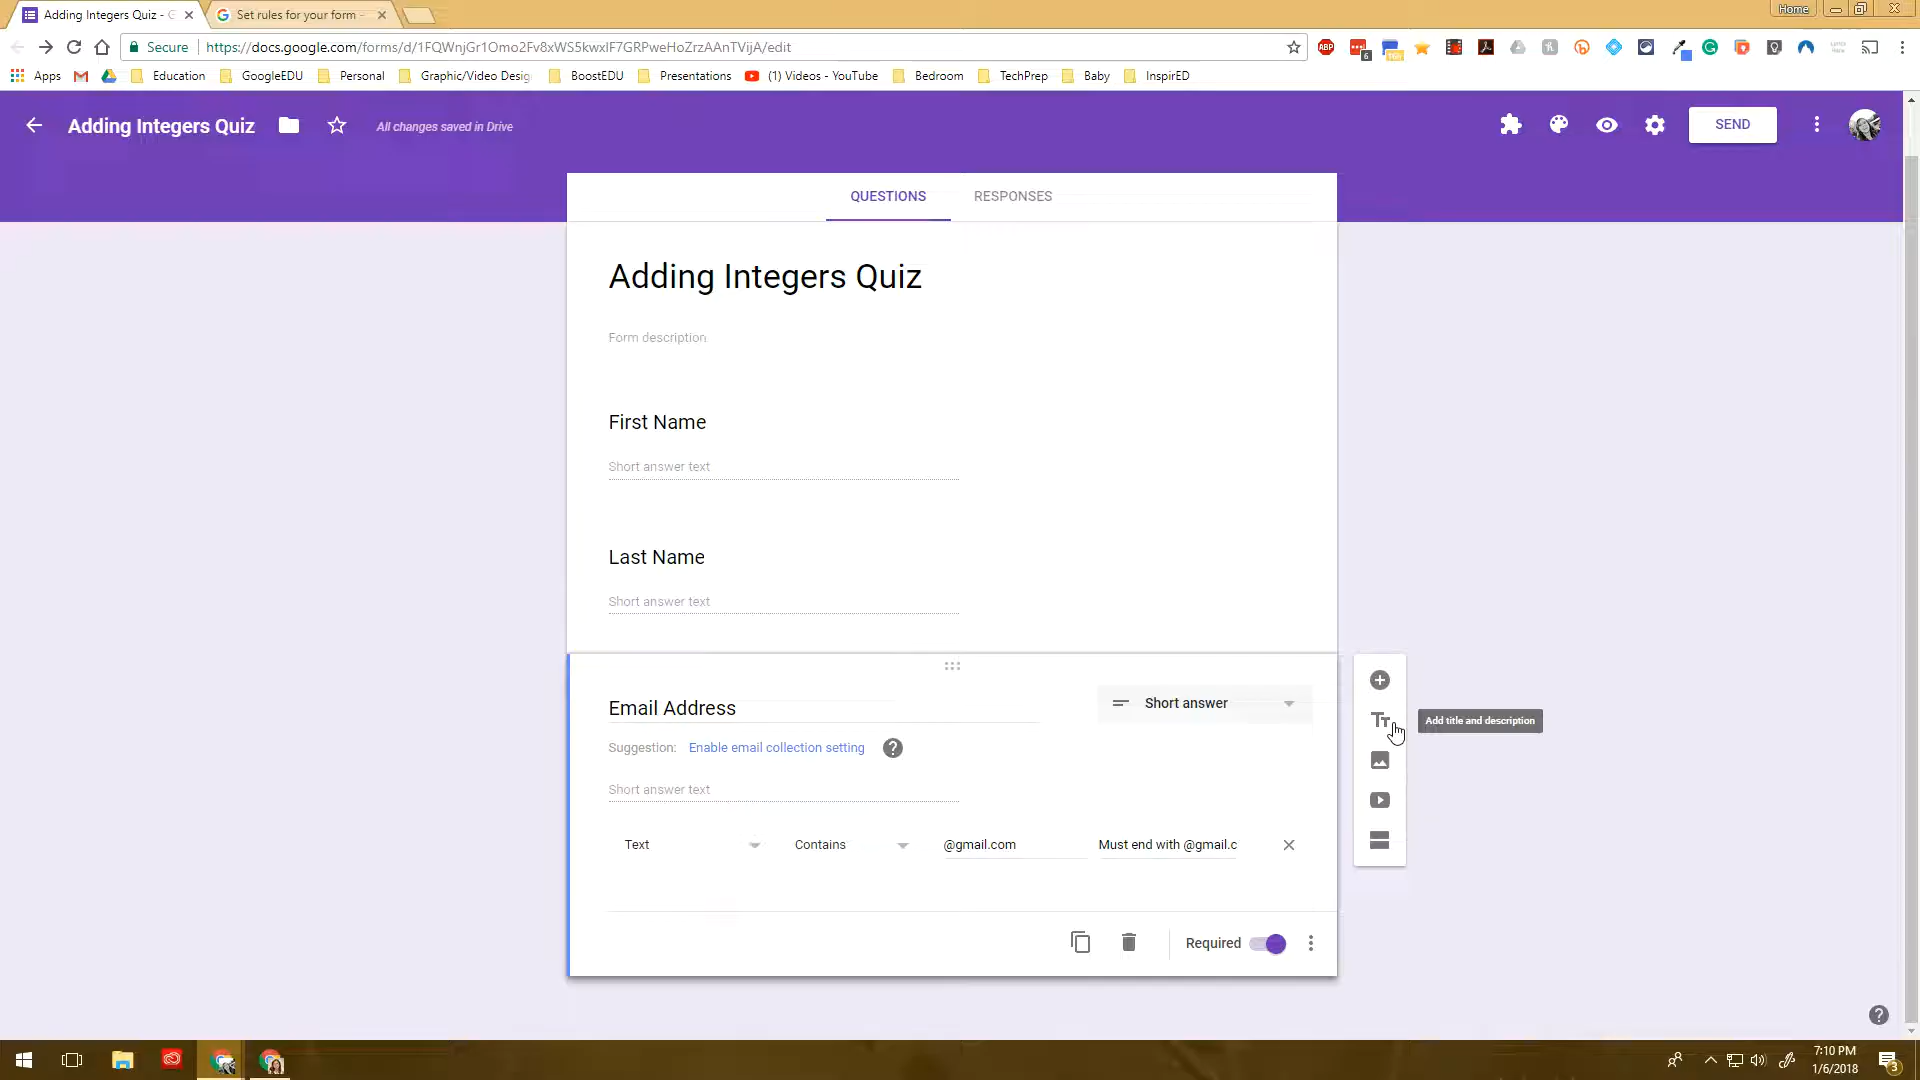 Adding Integers Quiz - G
Set rules for your form -
Home
Secure
https://docs.google.com/forms/d/1FQWnjGr1Omo2Fv8xWS5kwxIF7GRPweHoZrzAAnTVijA/edit
Apps
Education
GoogleEDU
Personal
Graphic/Video Desig
BoostEDU
Presentations
(1) Videos - YouTube
Bedroom
TechPrep
Baby
InspirED
Adding Integers Quiz
All changes saved in Drive
SEND
QUESTIONS
RESPONSES
Adding Integers Quiz
Form description
First Name
Short answer text
Last Name
Short answer text
Email Address
Short answer
Add title and description
Suggestion: Enable email collection setting
Short answer text
Text
Contains
@gmail.com
Must end with @gmail.c
Required
7:10 PM
1/6/2018
3